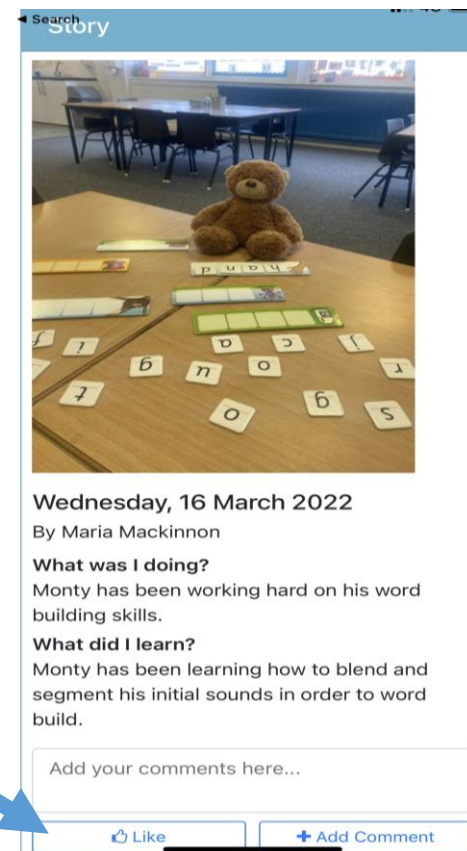 Search
Story
hand
Wednesday, 16 March 2022
By Maria Mackinnon
What was I doing?
Monty has been working hard on his word
building skills.
What did I learn?
Monty has been learning how to blend and
segment his initial sounds in order to word
build.
Add your comments here...
Like
+ Add Comment